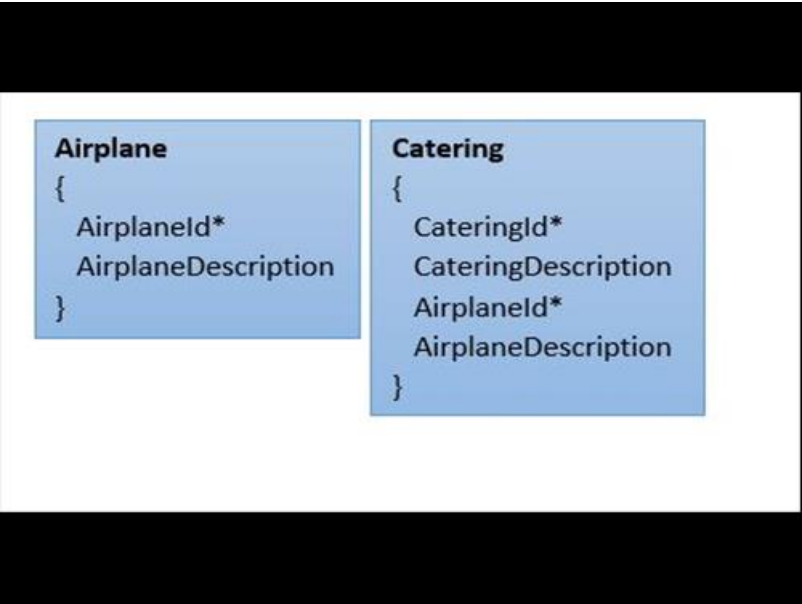 Airplane
{
AirplaneId*
AirplaneDescription
}
Catering
{
CateringId*
CateringDescription
AirplaneId*
AirplaneDescription
}